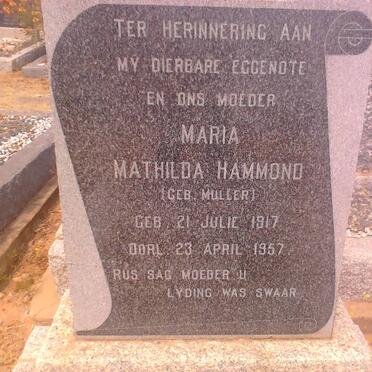 TER HERINNERING AAN
MY DIERBARE EGGENOTE
EN ONS MOEDER
MARIA
MATHILDA HAMMOND
(GEB. MULLER)
GEB. 21 JULIE 1917
OORL. 23 APRIL 1957
RUS SAG MOEDER U
LYDING WAS SWAAR